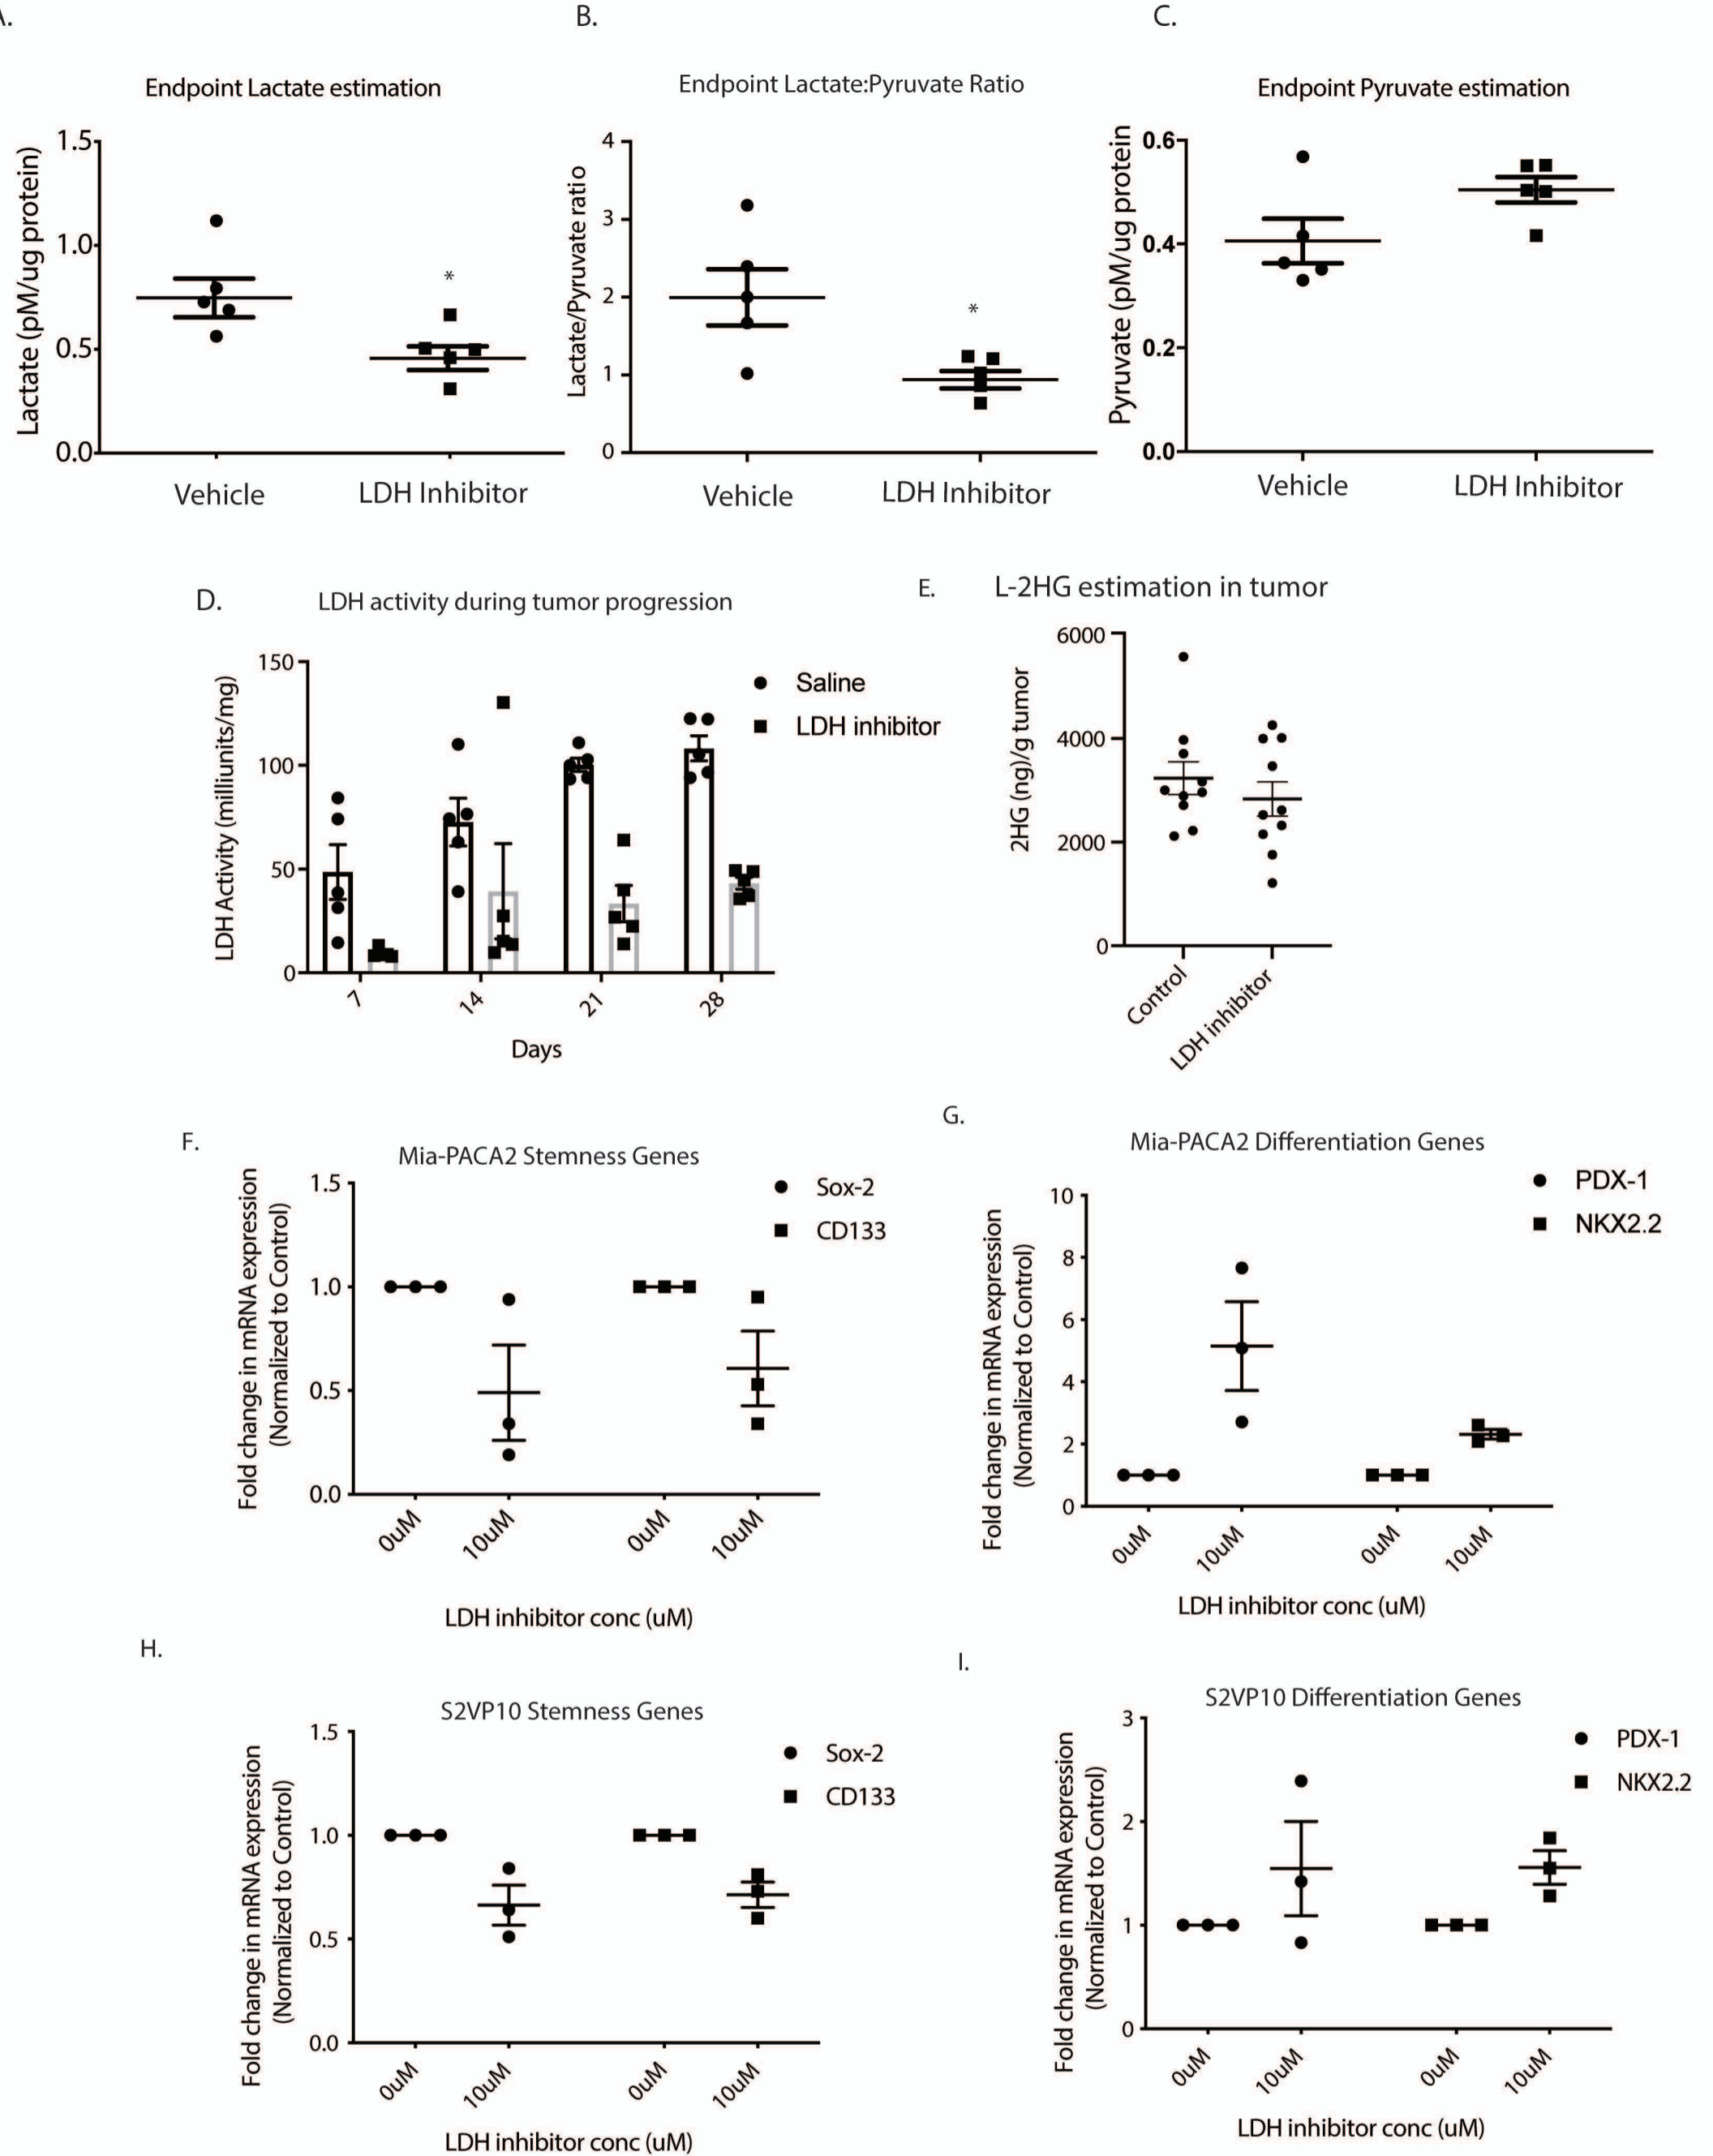 A.
B.
C.
Endpoint Lactate estimation
Endpoint Lactate:Pyruvate Ratio
Endpoint Pyruvate estimation
Lactate (pM/ug protein)
1.5
1.0
0.5
0.0
*
Vehicle
LDH Inhibitor
Lactate/Pyruvate ratio
4
3
2
1
0
*
Vehicle
LDH Inhibitor
Pyruvate (pM/ug protein
0.6
0.4
0.2
0.0
Vehicle
LDH Inhibitor
D.
LDH activity during tumor progression
LDH Activity (milliunits/mg)
150
100
50
0
Saline
LDH inhibitor
7
14
21
28
Days
E.
L-2HG estimation in tumor
2HG (ng)/g tumor
6000
4000
2000
0
Control
LDH inhibitor
F.
Mia-PACA2 Stemness Genes
Fold change in mRNA expression
(Normalized to Control)
1.5
1.0
0.5
0.0
Sox-2
CD133
0uM
10uM
0uM
10uM
LDH inhibitor conc (uM)
G.
Mia-PACA2 Differentiation Genes
Fold change in mRNA expression
(Normalized to Control)
10
8
6
4
2
0
PDX-1
NKX2.2
0uM
10uM
0uM
10uM
LDH inhibitor conc (uM)
H.
S2VP10 Stemness Genes
Fold change in mRNA expression
(Normalized to Control)
1.5
1.0
0.5
0.0
Sox-2
CD133
0uM
10uM
0uM
10uM
LDH inhibitor conc (uM)
I.
S2VP10 Differentiation Genes
Fold change in mRNA expression
(Normalized to Control)
3
2
1
0
PDX-1
NKX2.2
0uM
10uM
0uM
10uM
LDH inhibitor conc (uM)